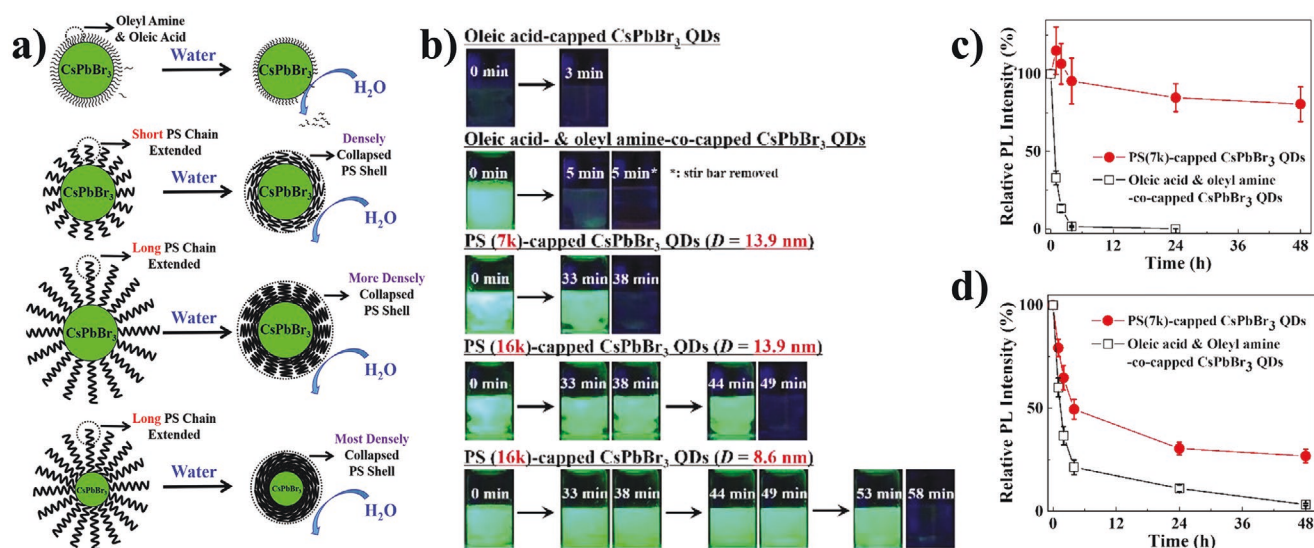 a)
Oleyl Amine
& Oleic Acid
CsPbBr3
Water
CsPbBr3
H2O
Short PS Chain
Extended
CsPbBr3
Water
Densely
Collapsed
PS Shell
CsPbBr3
H2O
Long PS Chain
Extended
CsPbBr3
Water
More Densely
Collapsed
PS Shell
CsPbBr3
H2O
Long PS Chain
Extended
CsPbBr3
Water
Most Densely
Collapsed
PS Shell
CsPbBr3
H2O
b)
Oleic acid-capped CsPbBr3 QDs
0 min
3 min
Oleic acid- & oleyl amine-co-capped CsPbBr3 QDs
0 min
5 min
5 min*
*: stir bar removed
PS (7k)-capped CsPbBr3 QDs (D = 13.9 nm)
0 min
33 min
38 min
PS (16k)-capped CsPbBr3 QDs (D = 13.9 nm)
0 min
33 min
38 min
44 min
49 min
PS (16k)-capped CsPbBr3 QDs (D = 8.6 nm)
0 min
33 min
38 min
44 min
49 min
53 min
58 min
c)
Relative PL Intensity (%)
100
50
0
PS(7k)-capped CsPbBr3 QDs
Oleic acid & oleyl amine
-co-capped CsPbBr3 QDs
0 12 24 36 48
Time (h)
d)
Relative PL Intensity (%)
100
50
0
PS(7k)-capped CsPbBr3 QDs
Oleic acid & Oleyl amine
-co-capped CsPbBr3 QDs
0 12 24 36 48
Time (h)